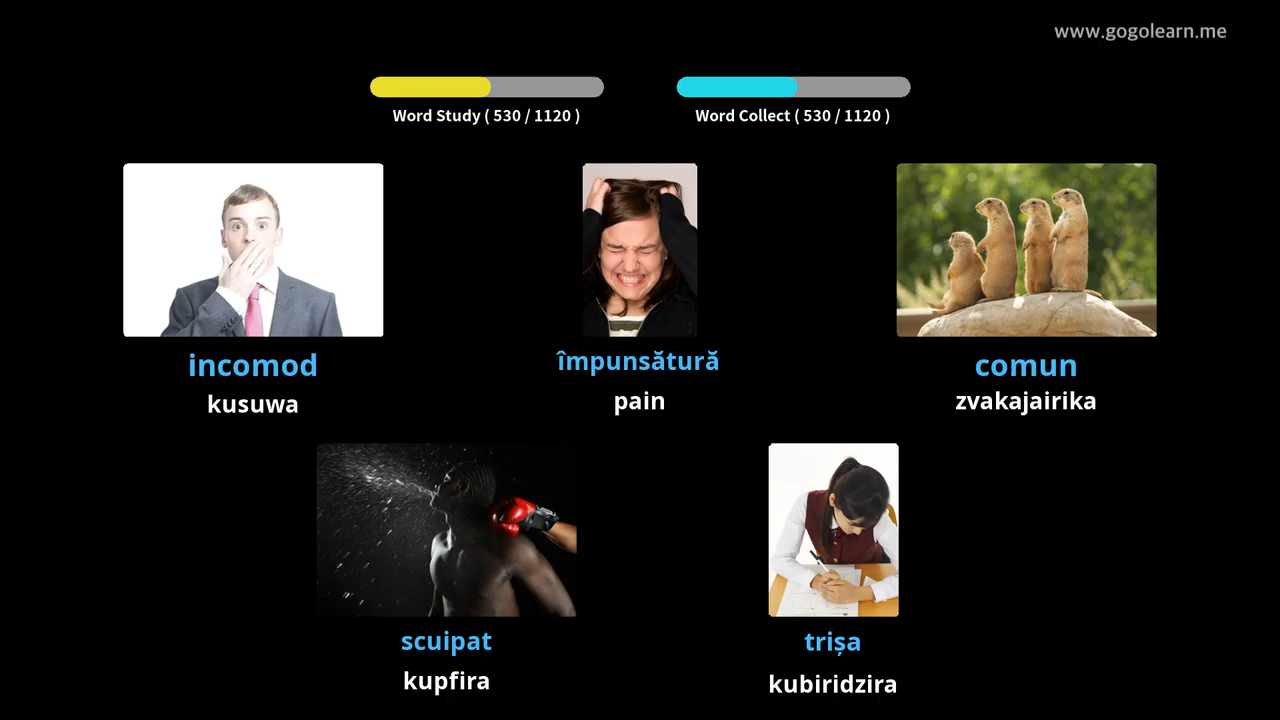 www.gogolearn.me
Word Study ( 530 / 1120 )
Word Collect ( 530 / 1120 )
incomod
kusuwa
împunsătură
pain
comun
zvakajairika
scuipat
kupfira
trișa
kubiridzira